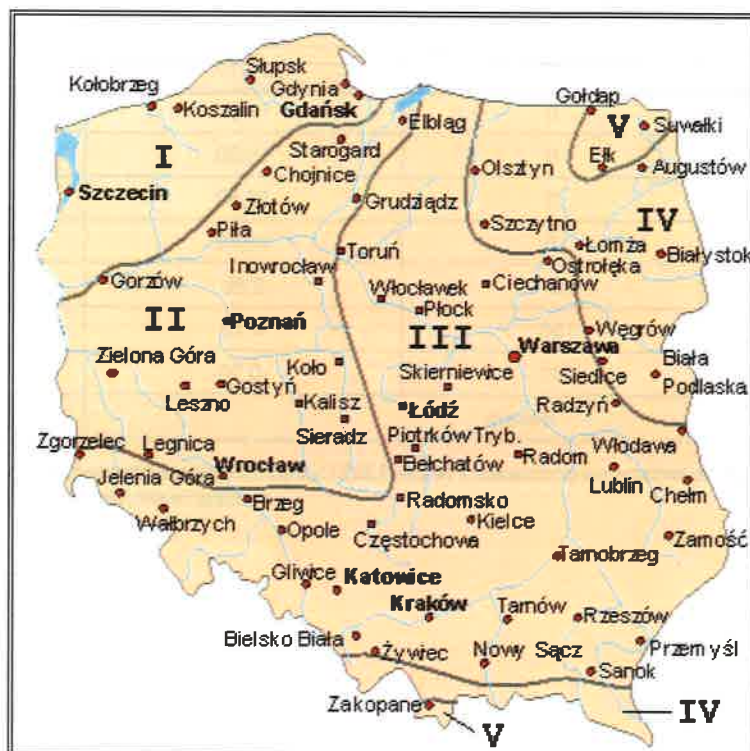 Słupsk
Kołobrzeg
Gdynia
Koszalin
Gdańsk
Gołdap
Elbląg
V
Suwałki
I
Starogard
Chojnice
Olsztyn
Ełk
Augustów
Szczecin
Złotów
Grudziądz
Piła
Szczytno
IV
Toruń
Łomża
Białystok
Inowrocław
Ostrołęka
Gorzów
Włocławek
Ciechanów
Płock
II
Poznań
III
Węgrów
Zielona Góra
Koło
Warszawa
Biała
Skierniewice
Siedlce
Podlaska
Leszno
Gostyń
Kalisz
Łódź
Radzyń
Sieradz
Piotrków Tryb.
Zgorzelec
Legnica
Włodawa
Wrocław
Bełchatów
Radom
Jelenia Góra
Lublin
Brzeg
Radomsko
Chełm
Wałbrzych
Opole
Częstochowa
Kielce
Zamość
Tarnobrzeg
Gliwice
Katowice
Kraków
Tarnów
Rzeszów
Bielsko Biała
Żywiec
Nowy Sącz
Przemyśl
Sanok
Zakopane
V
IV